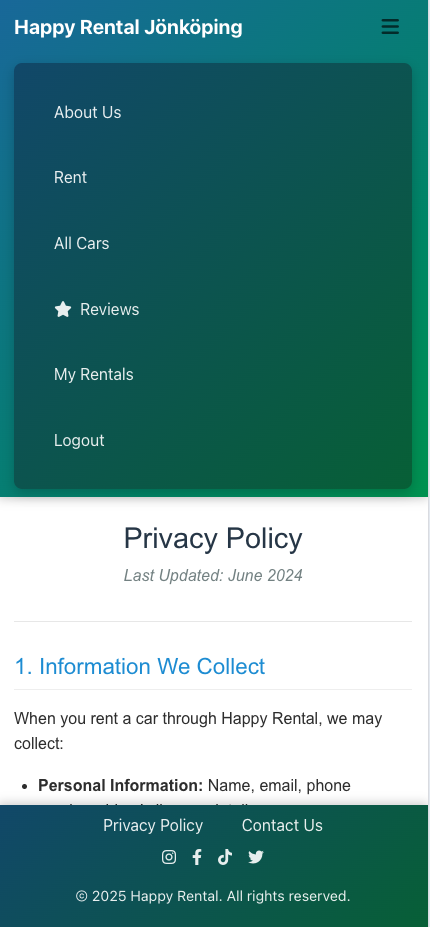 Happy Rental Jönköping
About Us
Rent
All Cars
Reviews
My Rentals
Logout
Privacy Policy
Last Updated: June 2024
1. Information We Collect
When you rent a car through Happy Rental, we may
collect:
• Personal Information: Name, email, phone
Privacy Policy Contact Us
© 2025 Happy Rental. All rights reserved.